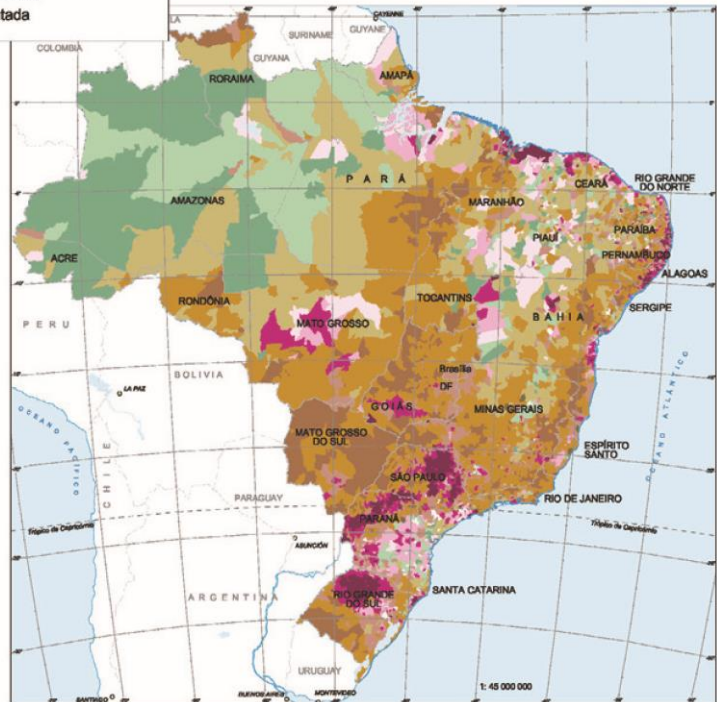 tada
LA
CAYENNE
COLOMBIA
SURINAME
GUYANE
GUYANA
RORAIMA
AMAPÁ
PARÁ
CEARÁ
RIO GRANDE
DO NORTE
MARANHÃO
AMAZONAS
PARAÍBA
PIAUÍ
PERNAMBUCO
ACRE
ALAGOAS
RONDÔNIA
TOCANTINS
SERGIPE
BAHIA
PERU
MATO GROSSO
BOLIVIA
Brasília
DF
LA PAZ
GOIÁS
MINAS GERAIS
OCEANO ATLÂNTICO
OCEANO PACÍFICO
MATO GROSSO
DO SUL
CHILE
ESPÍRITO
SANTO
SÃO PAULO
RIO DE JANEIRO
PARAGUAY
PARANÁ
Trópico de Capricórnio
Trópico de Capricórnio
ASUNCIÓN
ARGENTINA
RIO GRANDE
DO SUL
SANTA CATARINA
URUGUAY
1: 45 000 000
SANTIAGO
BUENOS AIRES
MONTEVIDEO